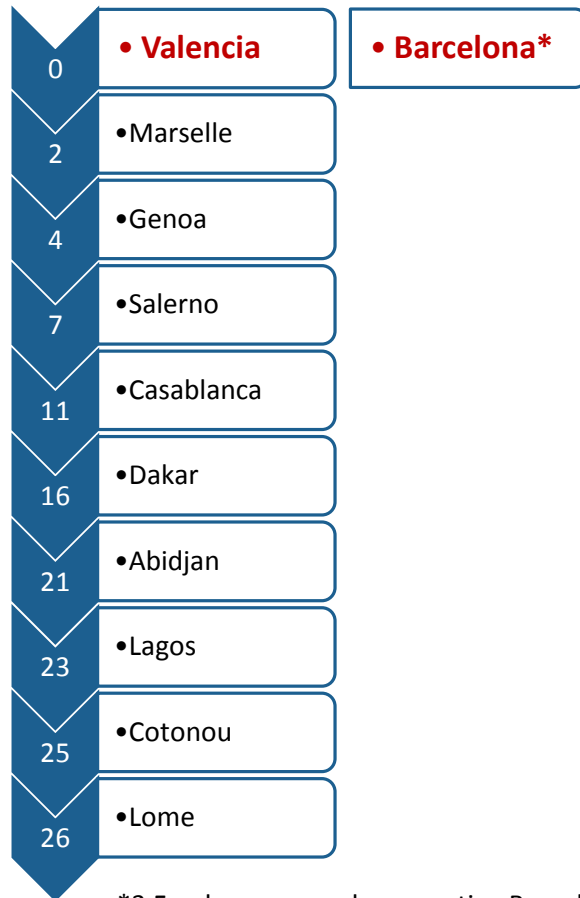 0
• Valencia
• Barcelona*
2
•Marselle
4
•Genoa
7
•Salerno
11
•Casablanca
16
•Dakar
21
•Abidjan
23
•Lagos
25
•Cotonou
26
•Lome